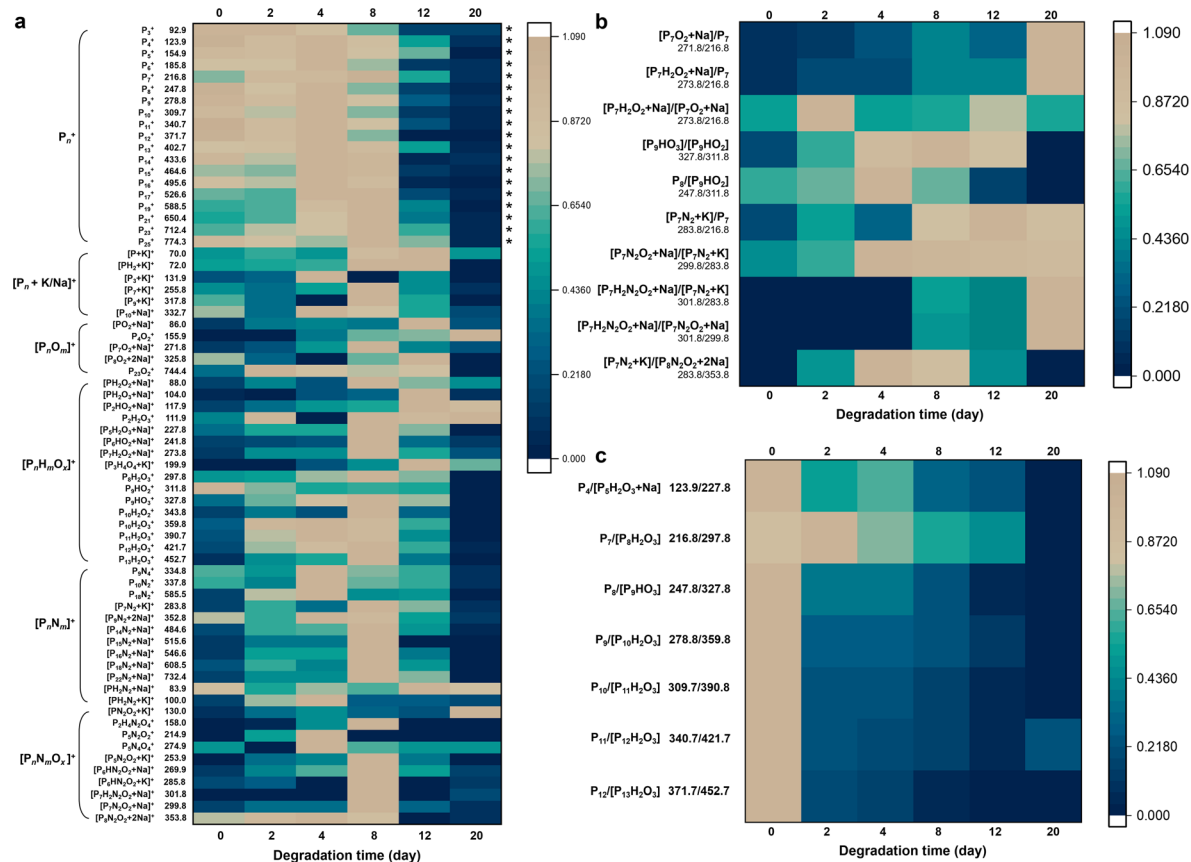 a
0 2 4 8 12 20
P₃⁺ 92.9 *
P₄⁺ 123.9 *
P₅⁺ 154.9 *
P₆⁺ 185.8 *
P₇⁺ 216.8 *
P₈⁺ 247.8 *
P₉⁺ 278.8 *
P₁₀⁺ 309.7 *
P₁₁⁺ 340.7 *
P₁₂⁺ 371.7 *
P₁₃⁺ 402.7 *
P₁₄⁺ 433.6 *
P₁₅⁺ 464.6 *
P₁₆⁺ 495.6 *
P₁₇⁺ 526.6 *
P₁₉⁺ 588.5 *
P₂₁⁺ 650.4 *
P₂₃⁺ 712.4 *
P₂₅⁺ 774.3 *
Pₙ⁺
[P+K]⁺ 70.0
[PH₂+K]⁺ 72.0
[P₃+K]⁺ 131.9
[P₇+K]⁺ 255.8
[P₉+K]⁺ 317.8
[P₁₀+Na]⁺ 332.7
[Pₙ + K/Na]⁺
[PO₂+Na]⁺ 86.0
P₄O₂⁺ 155.9
[P₇O₂+Na]⁺ 271.8
[P₈O₂+2Na]⁺ 325.8
P₂₃O₂⁺ 744.4
[PₙOₘ]⁺
[PH₂O₂+Na]⁺ 88.0
[PH₂O₃+Na]⁺ 104.0
[P₂HO₂+Na]⁺ 117.9
P₂H₂O₃⁺ 111.9
[P₅H₂O₃+Na]⁺ 227.8
[P₆HO₂+Na]⁺ 241.8
[P₇H₂O₂+Na]⁺ 273.8
[P₃H₄O₄+K]⁺ 199.9
P₈H₂O₃⁺ 297.8
P₉HO₂⁺ 311.8
P₉HO₃⁺ 327.8
P₁₀H₂O₂⁺ 343.8
P₁₀H₂O₃⁺ 359.8
P₁₁H₂O₃⁺ 390.7
P₁₂H₂O₃⁺ 421.7
P₁₃H₂O₃⁺ 452.7
[PₙHₘOₓ]⁺
P₉N₄⁺ 334.8
P₁₀N₂⁺ 337.8
P₁₈N₂⁺ 585.5
[P₇N₂+K]⁺ 283.8
[P₉N₂+2Na]⁺ 352.8
[P₁₄N₂+Na]⁺ 484.6
[P₁₅N₂+Na]⁺ 515.6
[P₁₆N₂+Na]⁺ 546.6
[P₁₈N₂+Na]⁺ 608.5
[P₂₂N₂+Na]⁺ 732.4
[PH₂N₂+Na]⁺ 83.9
[PH₂N₂+K]⁺ 100.0
[PₙNₘ]⁺
[PN₂O₂+K]⁺ 130.0
P₂H₄N₂O₄⁺ 158.0
P₅N₂O₂⁺ 214.9
P₅N₄O₄⁺ 274.9
[P₅N₂O₂+K]⁺ 253.9
[P₆HN₂O₂+Na]⁺ 269.9
[P₆HN₂O₂+K]⁺ 285.8
[P₇H₂N₂O₂+Na]⁺ 301.8
[P₇N₂O₂+Na]⁺ 299.8
[P₈N₂O₂+2Na]⁺ 353.8
[PₙNₘOₓ]⁺
0 2 4 8 12 20
Degradation time (day)
1.090
0.8720
0.6540
0.4360
0.2180
0.000
b
0 2 4 8 12 20
[P₇O₂+Na]/P₇
271.8/216.8
[P₇H₂O₂+Na]/P₇
273.8/216.8
[P₇H₂O₂+Na]/[P₇O₂+Na]
273.8/216.8
[P₉HO₃]/[P₉HO₂]
327.8/311.8
P₈/[P₉HO₂]
247.8/311.8
[P₇N₂+K]/P₇
283.8/216.8
[P₇N₂O₂+Na]/[P₇N₂+K]
299.8/283.8
[P₇H₂N₂O₂+Na]/[P₇N₂+K]
301.8/283.8
[P₇H₂N₂O₂+Na]/[P₇N₂O₂+Na]
301.8/299.8
[P₇N₂+K]/[P₈N₂O₂+2Na]
283.8/353.8
0 2 4 8 12 20
Degradation time (day)
1.090
0.8720
0.6540
0.4360
0.2180
0.000
c
0 2 4 8 12 20
P₄/[P₅H₂O₃+Na] 123.9/227.8
P₇/[P₈H₂O₃] 216.8/297.8
P₈/[P₉HO₃] 247.8/327.8
P₉/[P₁₀H₂O₃] 278.8/359.8
P₁₀/[P₁₁H₂O₃] 309.7/390.8
P₁₁/[P₁₂H₂O₃] 340.7/421.7
P₁₂/[P₁₃H₂O₃] 371.7/452.7
0 2 4 8 12 20
Degradation time (day)
1.090
0.8720
0.6540
0.4360
0.2180
0.000